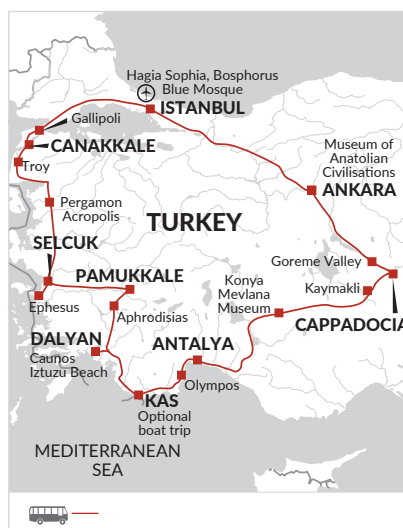 Hagia Sophia, Bosphorus
Blue Mosque
ISTANBUL
Gallipoli
CANAKKALE
Troy
Museum of
Anatolian
Civilisations
ANKARA
Pergamon
Acropolis
TURKEY
SELCUK
Goreme Valley
PAMUKKALE
Konya
Mevlana
Museum
Kaymakli
Ephesus
Aphrodisias
CAPPADOCIA
DALYAN
Caunos
Iztuzu Beach
ANTALYA
Olympos
KAS
Optional
boat trip
MEDITERRANEAN
SEA